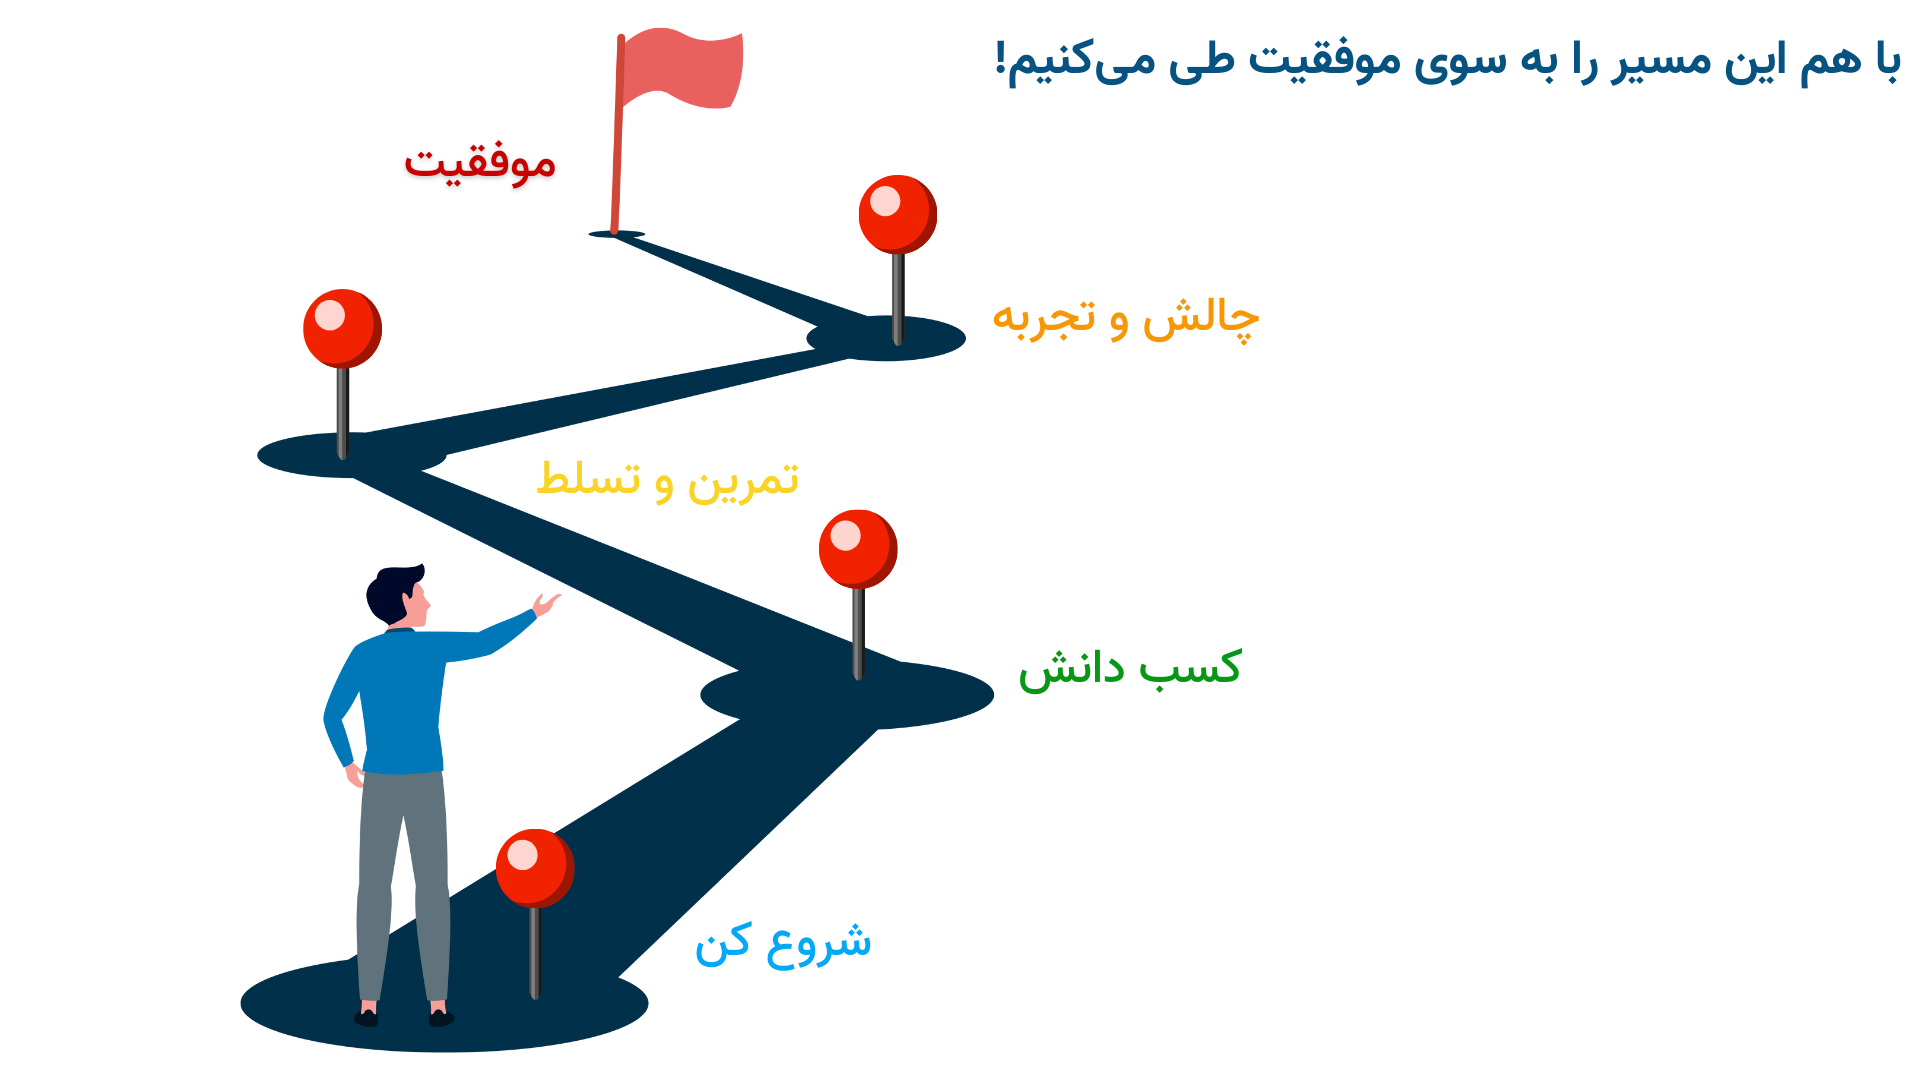 با هم این مسیر را به سوی موفقیت طی می‌کنیم!
موفقیت
چالش و تجربه
تمرین و تسلط
کسب دانش
شروع کن